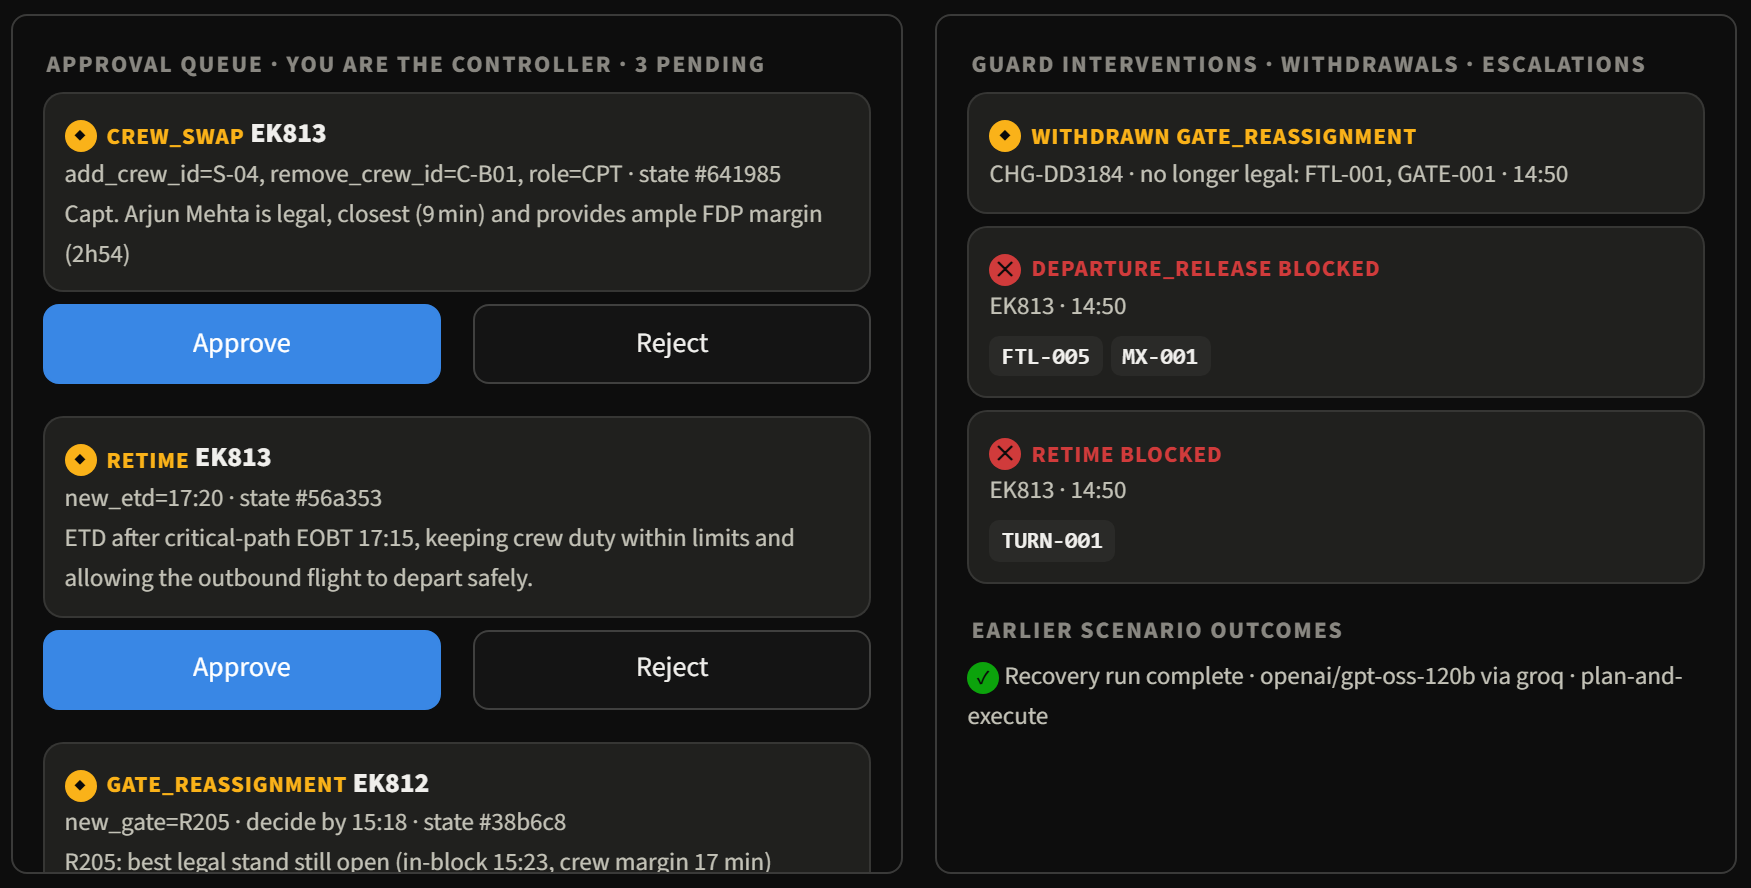 APPROVAL QUEUE · YOU ARE THE CONTROLLER · 3 PENDING
CREW_SWAP EK813
add_crew_id=S-04, remove_crew_id=C-B01, role=CPT · state #641985
Capt. Arjun Mehta is legal, closest (9 min) and provides ample FDP margin
(2h54)
Approve
Reject
RETIME EK813
new_etd=17:20 · state #56a353
ETD after critical-path EOBT 17:15, keeping crew duty within limits and
allowing the outbound flight to depart safely.
Approve
Reject
GATE_REASSIGNMENT EK812
new_gate=R205 · decide by 15:18 · state #38b6c8
R205: best legal stand still open (in-block 15:23, crew margin 17 min)
GUARD INTERVENTIONS · WITHDRAWALS · ESCALATIONS
WITHDRAWN GATE_REASSIGNMENT
CHG-DD3184 · no longer legal: FTL-001, GATE-001 · 14:50
DEPARTURE_RELEASE BLOCKED
EK813 · 14:50
FTL-005 MX-001
RETIME BLOCKED
EK813 · 14:50
TURN-001
EARLIER SCENARIO OUTCOMES
Recovery run complete · openai/gpt-oss-120b via groq · plan-and-
execute